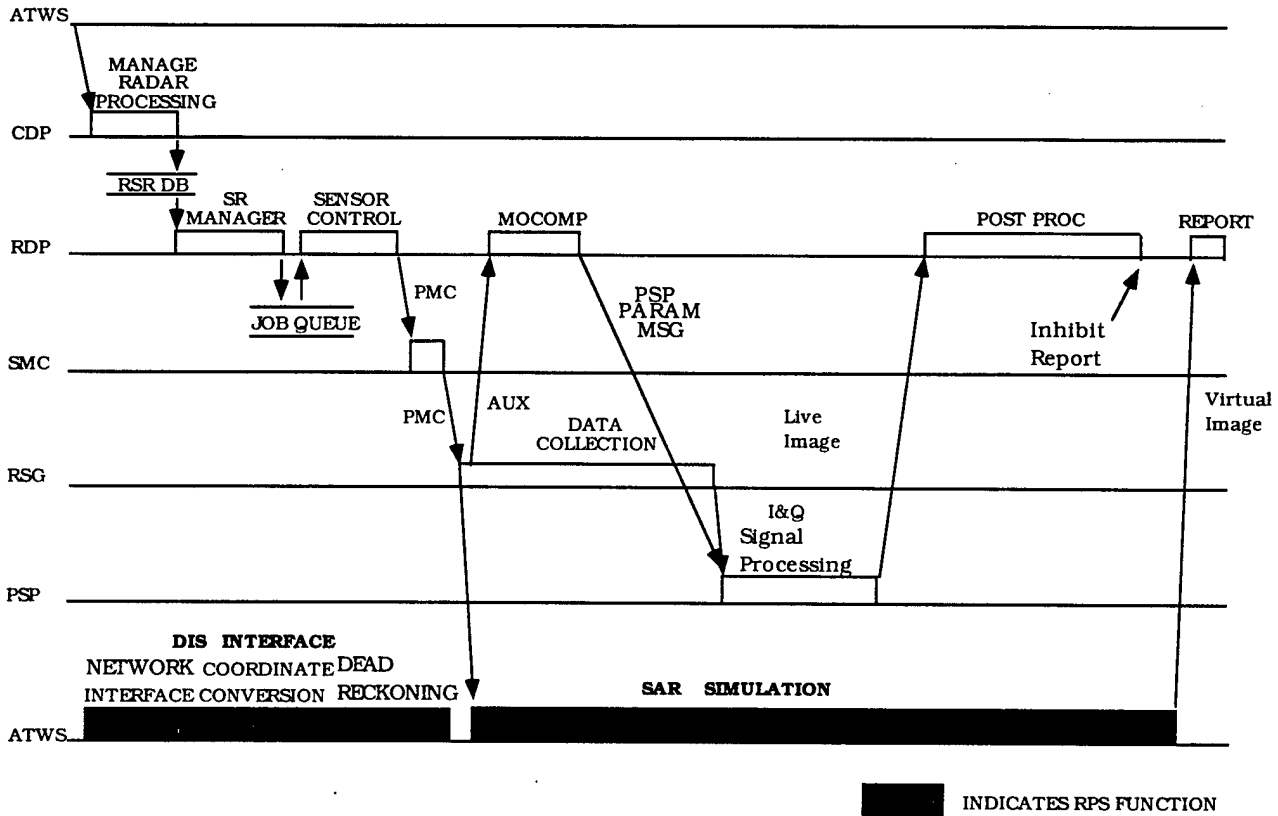 ATWS
MANAGE
RADAR
PROCESSING
CDP
RSR DB
SR
MANAGER
SENSOR
CONTROL
MOCOMP
POST PROC
REPORT
RDP
PMC
PSP
PARAM
MSG
JOB QUEUE
Inhibit
Report
SMC
PMC
AUX
DATA
COLLECTION
Live
Image
Virtual
Image
RSG
I&Q
Signal
Processing
PSP
DIS INTERFACE
NETWORK COORDINATE DEAD
INTERFACE CONVERSION RECKONING
SAR SIMULATION
ATWS
INDICATES RPS FUNCTION